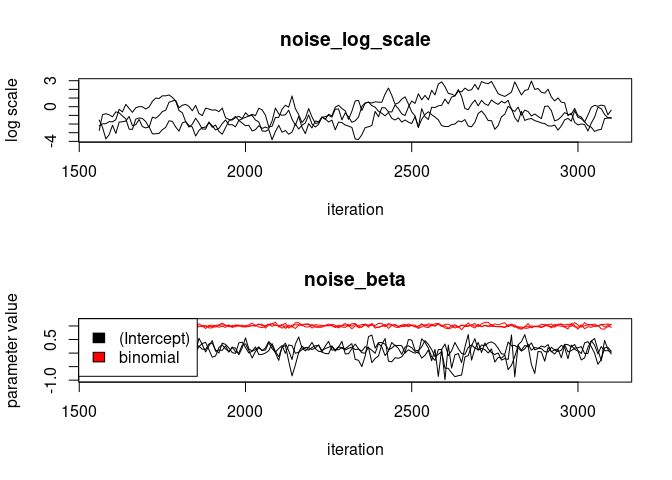 noise_log_scale
log scale
3
0
-4
1500
2000
2500
3000
iteration
noise_beta
parameter value
0.5
-1.0
(Intercept)
binomial
1500
2000
2500
3000
iteration